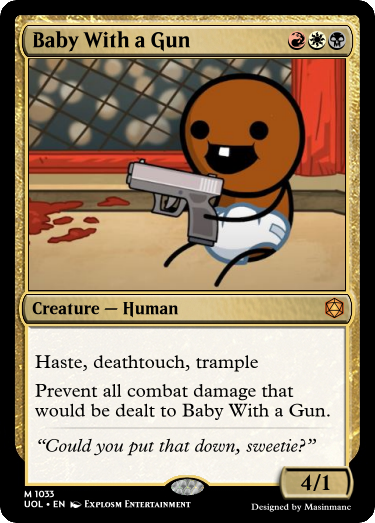 Baby With a Gun
Creature — Human
Haste, deathtouch, trample
Prevent all combat damage that
would be dealt to Baby With a Gun.
“Could you put that down, sweetie?”
4/1
M 1033
UOL • EN Explosm Entertainment
Designed by Masinmanc